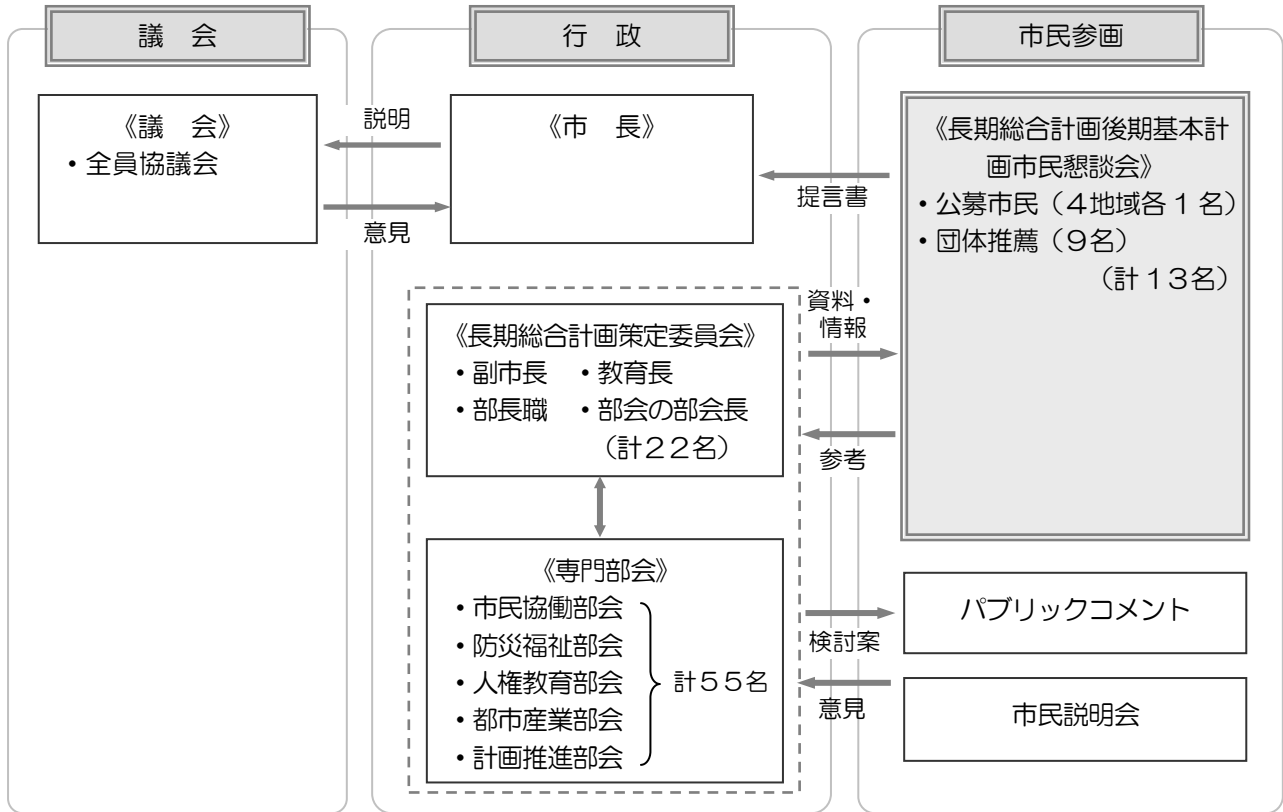 議　会
行　政
市民参画
《議　会》
・全員協議会
説明
意見
《市　長》
提言書
《長期総合計画後期基本計
画市民懇談会》
・公募市民（４地域各１名）
・団体推薦（９名）
（計１３名）
《長期総合計画策定委員会》
・副市長　・教育長
・部長職　・部会の部会長
（計２２名）
資料・
情報
参考
《専門部会》
・市民協働部会
・防災福祉部会
・人権教育部会
・都市産業部会
・計画推進部会
計５５名
検討案
意見
パブリックコメント
市民説明会